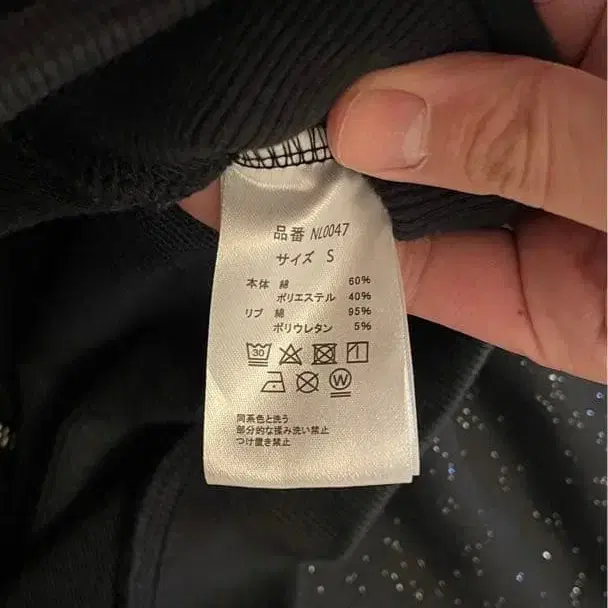 品番 NL0047
サイズ S
本体 綿 60%
ポリエステル 40%
リブ 綿 95%
ポリウレタン 5%
30
W
同系色と洗う
部分的な揉み洗い禁止
つけ置き禁止